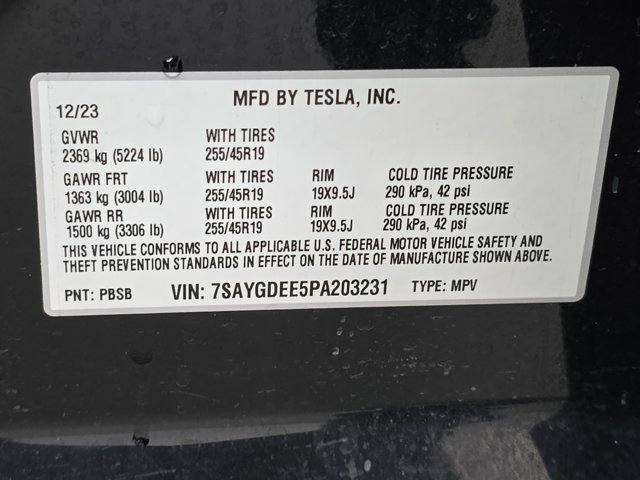 MFD BY TESLA, INC.
12/23
GVWR WITH TIRES
2369 kg (5224 lb) 255/45R19
GAWR FRT WITH TIRES RIM COLD TIRE PRESSURE
1363 kg (3004 lb) 255/45R19 19X9.5J 290 kPa, 42 psi
GAWR RR WITH TIRES RIM COLD TIRE PRESSURE
1500 kg (3306 lb) 255/45R19 19X9.5J 290 kPa, 42 psi
THIS VEHICLE CONFORMS TO ALL APPLICABLE U.S. FEDERAL MOTOR VEHICLE SAFETY AND
THEFT PREVENTION STANDARDS IN EFFECT ON THE DATE OF MANUFACTURE SHOWN ABOVE.
PNT: PBSB VIN: 7SAYGDEE5PA203231 TYPE: MPV